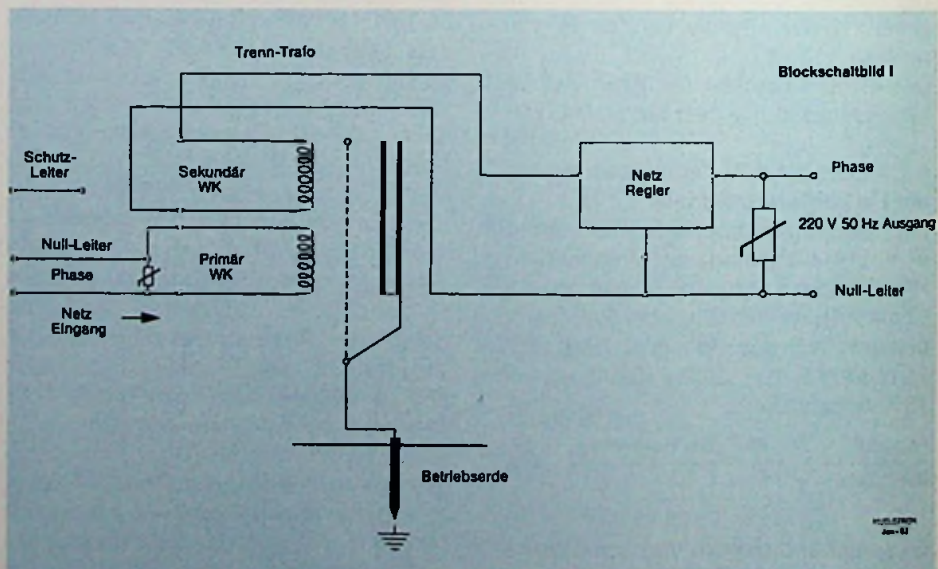 Trenn-Trafo
Blockschaltbild I
Schutz-
Leiter
Sekundär
WK
Netz
Regler
Phase
220 V 50 Hz Ausgang
Null-Leiter
Phase
Primär
WK
Null-Leiter
Netz
Eingang
Betriebserde